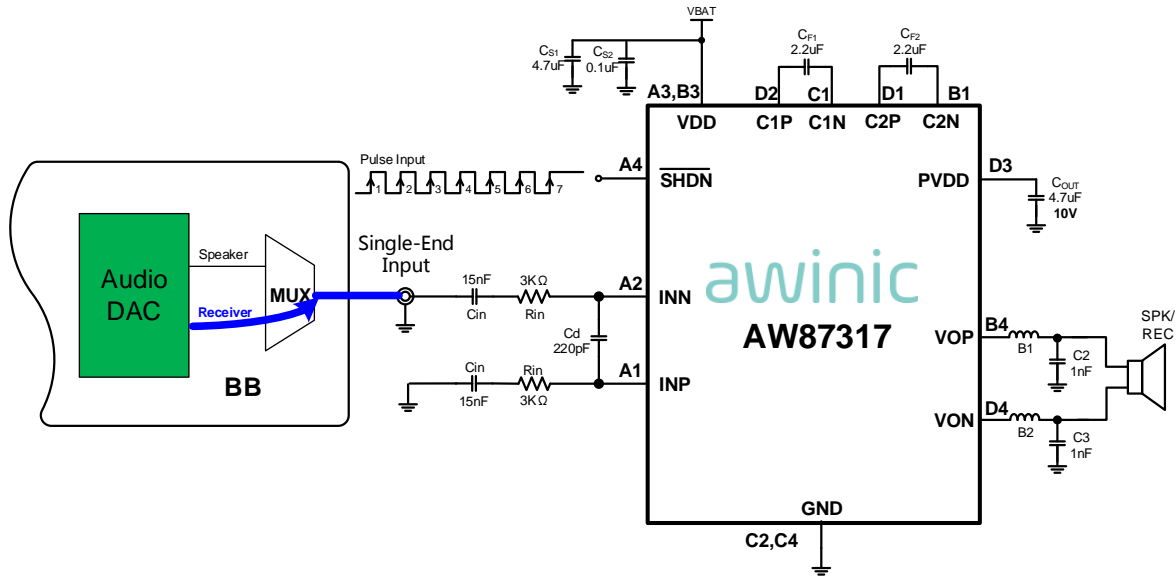 VBAT
CS1
4.7uF
CS2
0.1uF
CF1
2.2uF
CF2
2.2uF
A3,B3
D2
C1
D1
B1
VDD
C1P
C1N
C2P
C2N
Pulse Input
1 2 3 4 5 6 7
A4
SHDN
PVDD
D3
COUT
4.7uF
10V
Audio
DAC
Speaker
Receiver
MUX
BB
Single-End
Input
15nF
Cin
3KΩ
Rin
A2
INN
Cd
220pF
Cin
15nF
Rin
3KΩ
A1
INP
awinic
AW87317
VOP
B4
B1
C2
1nF
SPK/
REC
VON
D4
B2
C3
1nF
GND
C2,C4